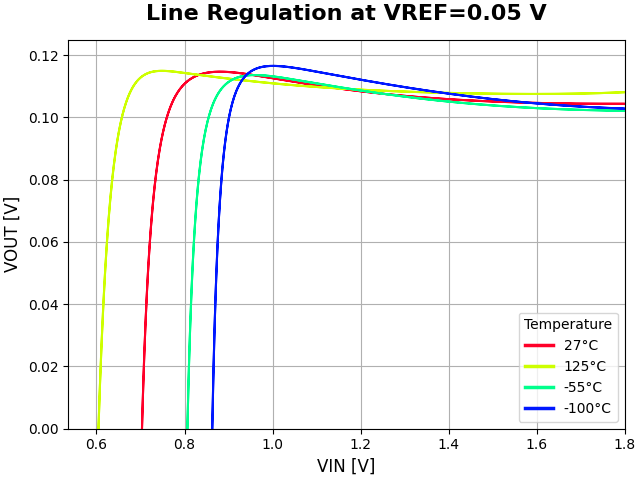 Line Regulation at VREF=0.05 V
VOUT [V]
0.12
0.10
0.08
0.06
0.04
0.02
0.00
0.6 0.8 1.0 1.2 1.4 1.6 1.8
VIN [V]
Temperature
27°C
125°C
-55°C
-100°C